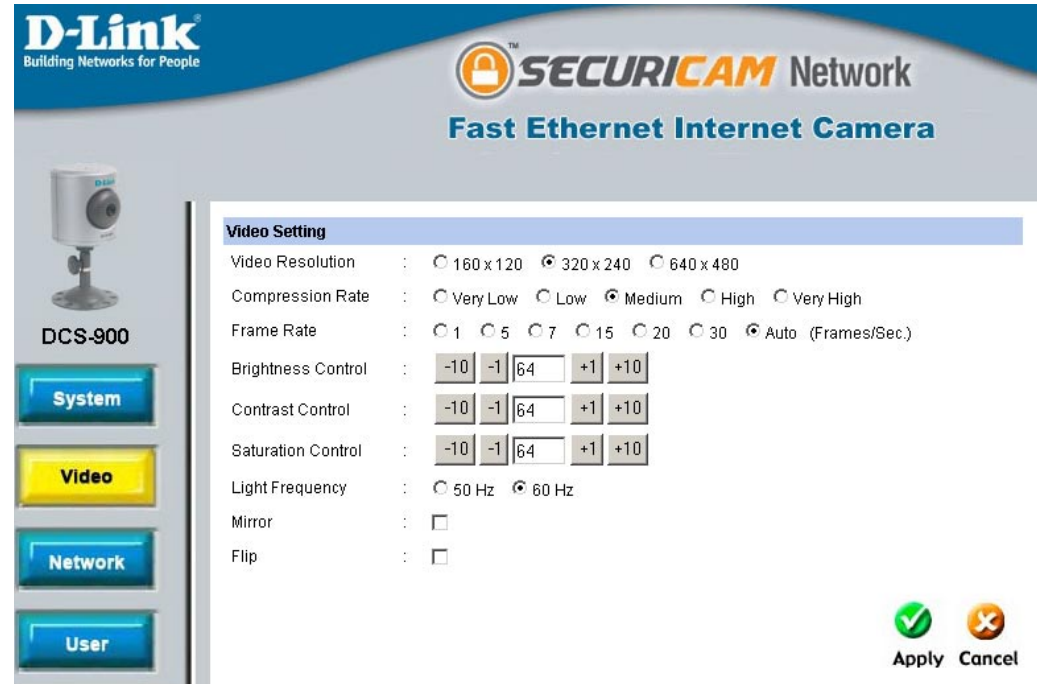 D-Link
Building Networks for People
SECURICAM Network
TM
Fast Ethernet Internet Camera
D-Link
DCS-900
System
Video
Network
User
Video Setting
Video Resolution : 160 x 120 320 x 240 640 x 480
Compression Rate : Very Low Low Medium High Very High
Frame Rate : 1 5 7 15 20 30 Auto (Frames/Sec.)
Brightness Control : -10 -1 64 +1 +10
Contrast Control : -10 -1 64 +1 +10
Saturation Control : -10 -1 64 +1 +10
Light Frequency : 50 Hz 60 Hz
Mirror :
Flip :
Apply Cancel